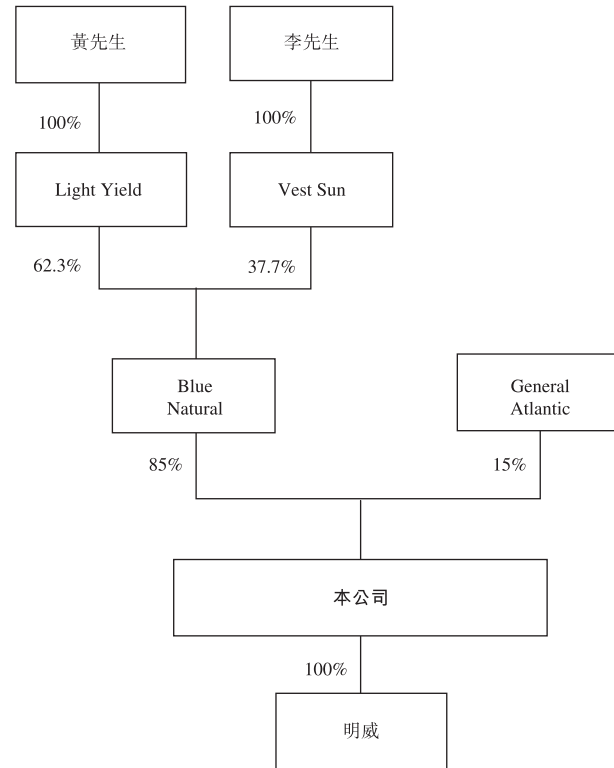 黃先生
李先生
100%
100%
Light Yield
Vest Sun
62.3%
37.7%
Blue
Natural
General
Atlantic
85%
15%
本公司
100%
明威